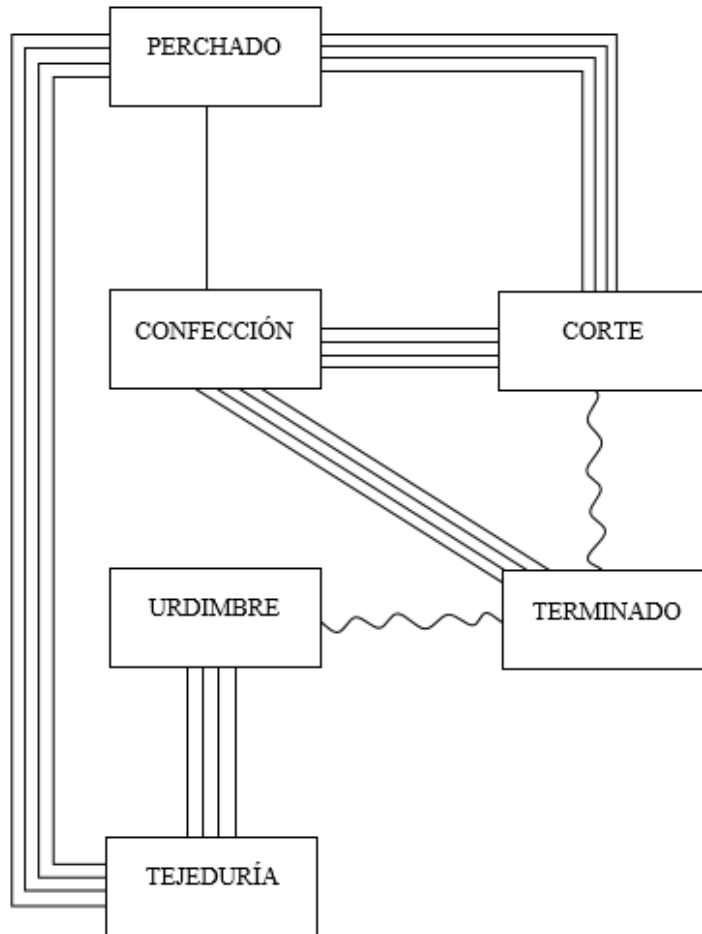 PERCHADO
CONFECCIÓN
CORTE
URDIMBRE
TERMINADO
TEJEDURÍA